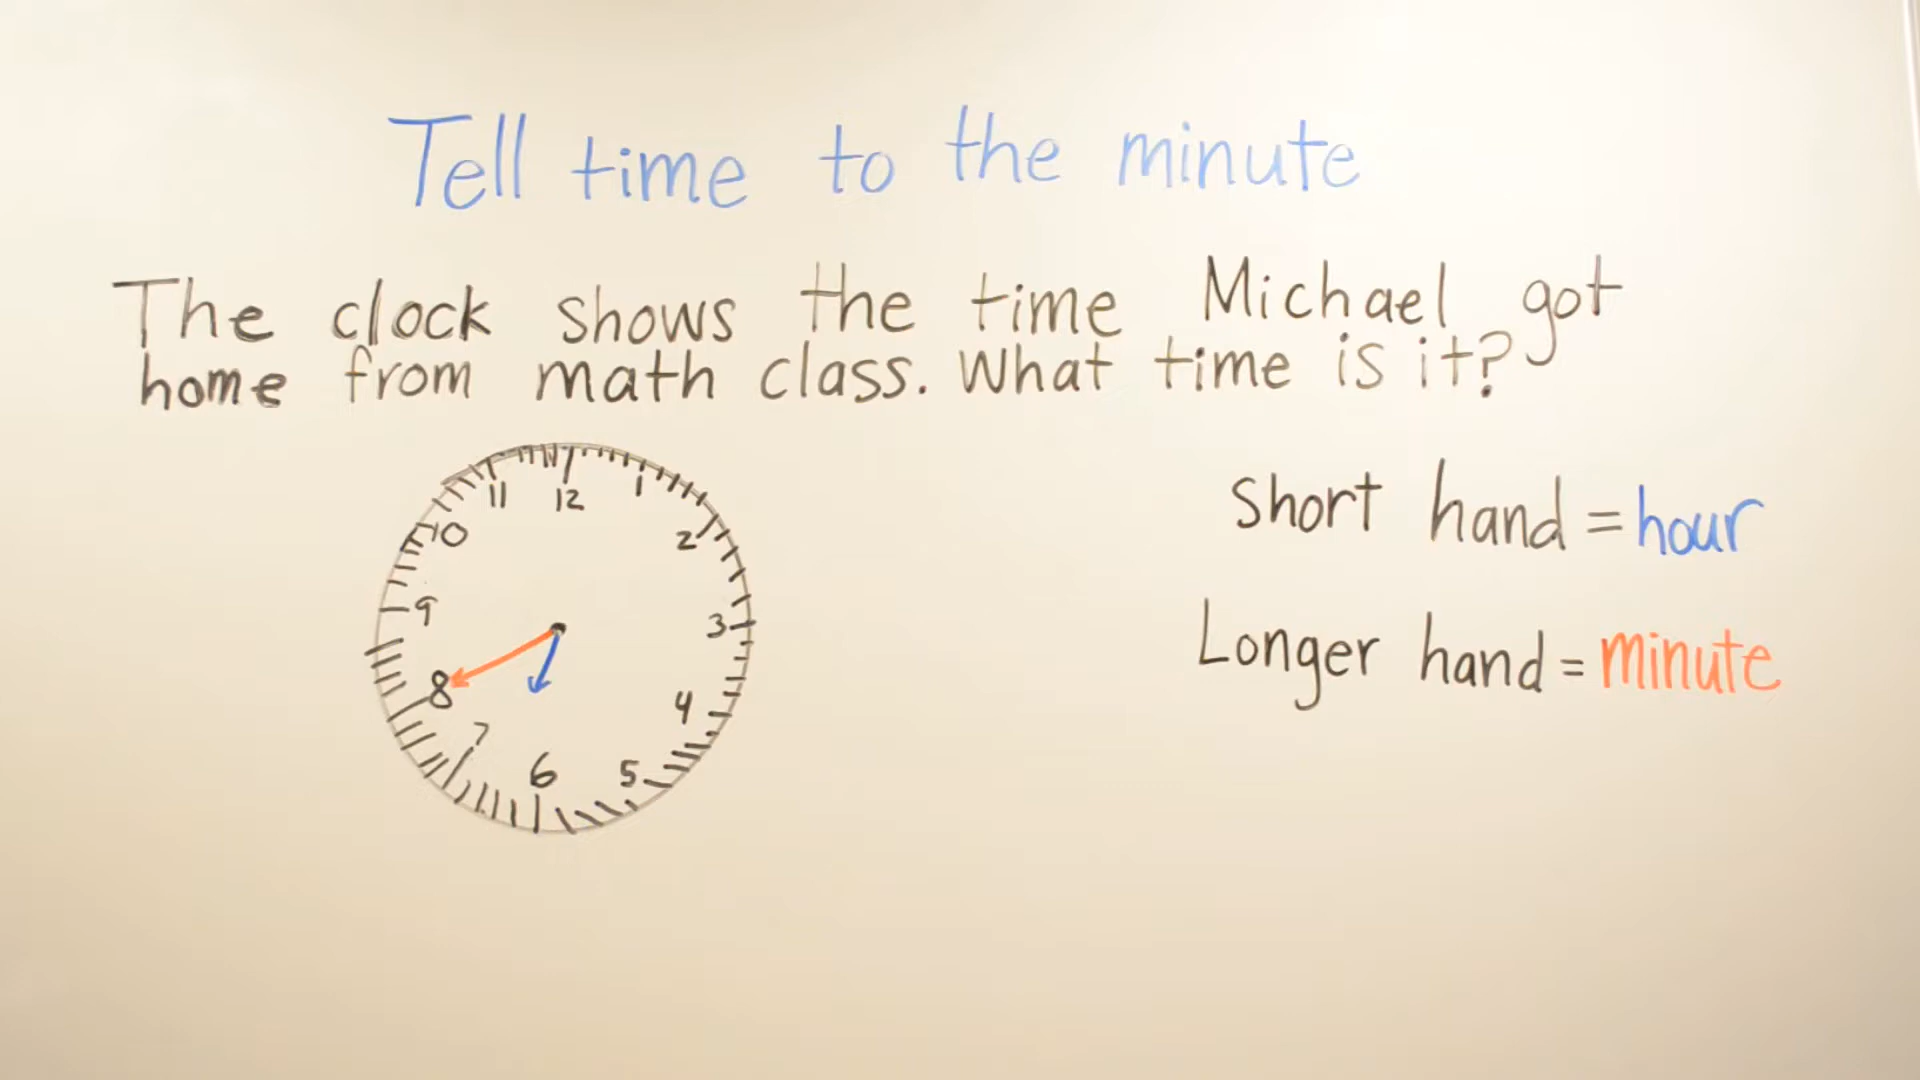 Tell time to the minute
The clock shows the time Michael got
home from math class. What time is it?
11 12 1
10 2
9 3
8 4
7 6 5
short hand = hour
Longer hand = minute